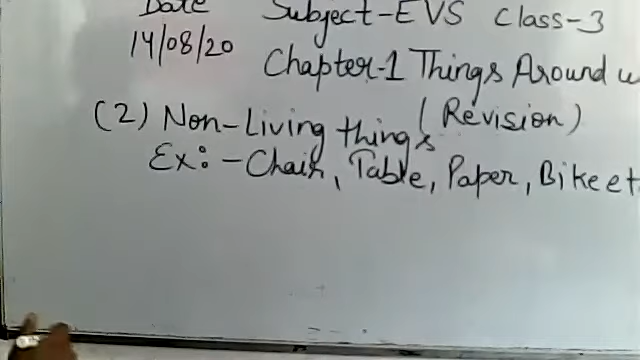 Date Subject-EVS Class-3
14/08/20 Chapter-1 Things Around u
(Revision)
(2) Non-Living things
Ex:- Chair, Table, Paper, Bike et